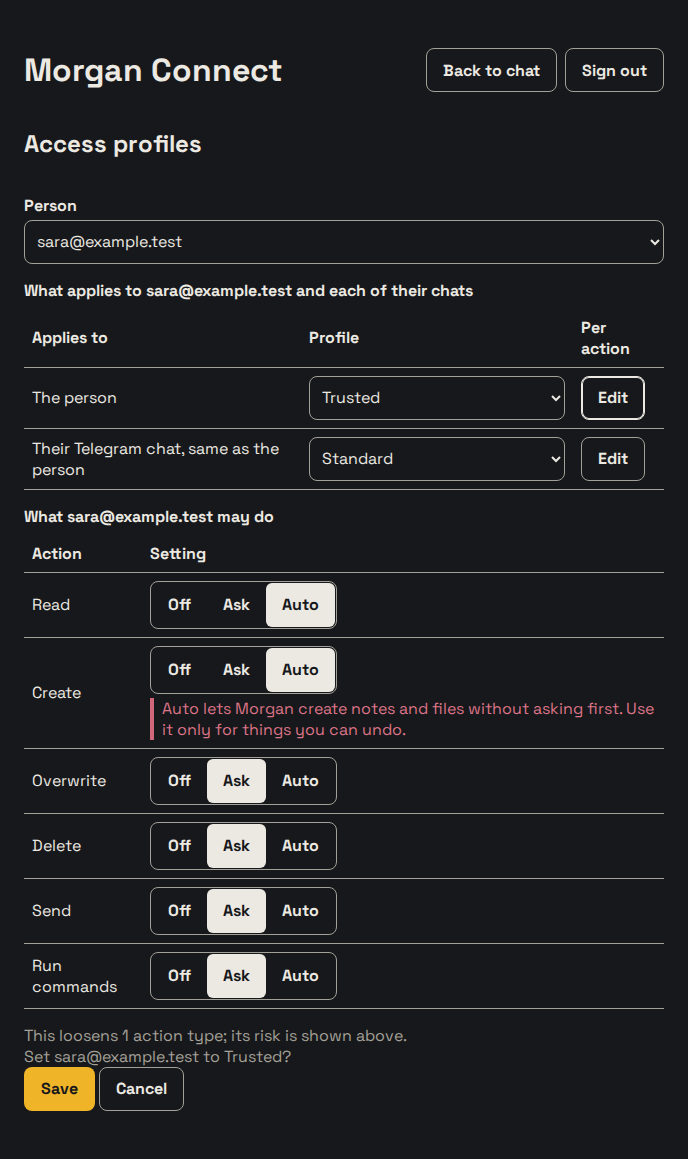 Morgan Connect
Back to chat
Sign out
Access profiles
Person
sara@example.test
What applies to sara@example.test and each of their chats
Applies to
Profile
Per
action
The person
Trusted
Edit
Their Telegram chat, same as the
person
Standard
Edit
What sara@example.test may do
Action
Setting
Read
Off
Ask
Auto
Create
Off
Ask
Auto
Auto lets Morgan create notes and files without asking first. Use
it only for things you can undo.
Overwrite
Off
Ask
Auto
Delete
Off
Ask
Auto
Send
Off
Ask
Auto
Run
commands
Off
Ask
Auto
This loosens 1 action type; its risk is shown above.
Set sara@example.test to Trusted?
Save
Cancel